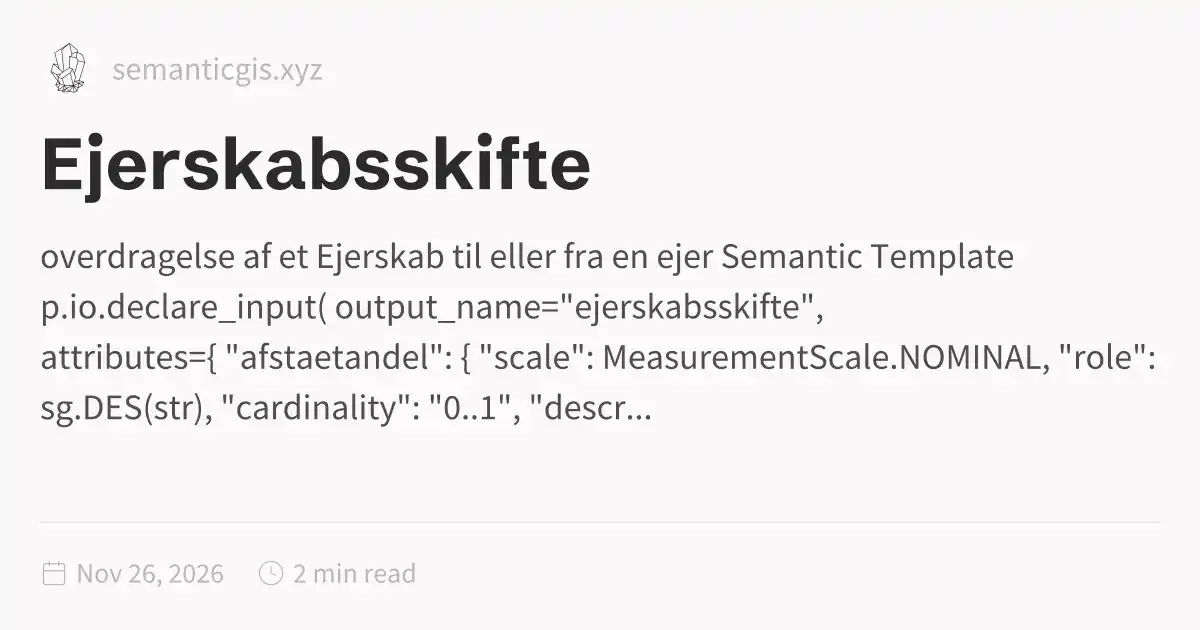 semanticgis.xyz
Ejerskabsskifte
overdragelse af et Ejerskab til eller fra en ejer Semantic Template
p.io.declare_input( output_name="ejerskabsskifte",
attributes={ "afstaetandel": { "scale": MeasurementScale.NOMINAL, "role":
sg.DES(str), "cardinality": "0..1", "descr...
Nov 26, 2026 2 min read